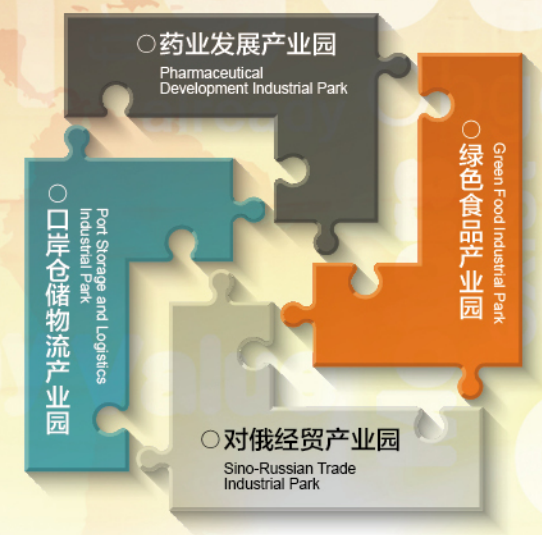 ○药业发展产业园
Pharmaceutical
Development Industrial Park
○绿色食品产业园
Green Food Industrial Park
○口岸仓储物流产业园
Port Storage and Logistics
Industrial Park
○对俄经贸产业园
Sino-Russian Trade
Industrial Park